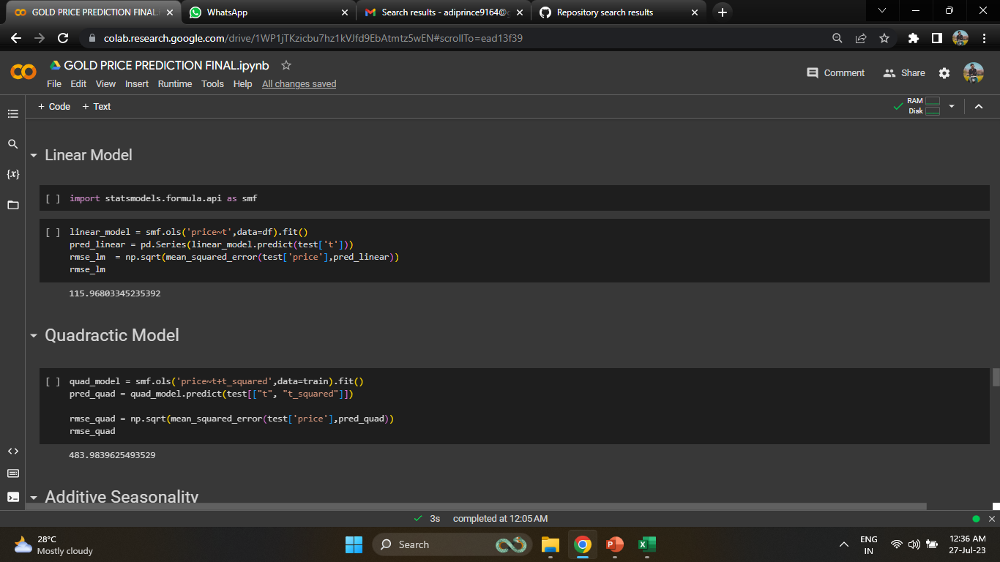 GOLD PRICE PREDICTION FINAL.
WhatsApp
Search results - adiprince9164@g
Repository search results
colab.research.google.com/drive/1WP1jTKzicbu7hz1kVJfd9EbAtmtz5wEN#scrollTo=ead13f39
GOLD PRICE PREDICTION FINAL.ipynb
Comment
Share
File Edit View Insert Runtime Tools Help All changes saved
+ Code + Text
RAM
Disk
{x}
Linear Model
[ ] import statsmodels.formula.api as smf
[ ] linear_model = smf.ols('price~t',data=df).fit()
pred_linear = pd.Series(linear_model.predict(test['t']))
rmse_lm  = np.sqrt(mean_squared_error(test['price'],pred_linear))
rmse_lm
115.96803345235392
Quadractic Model
[ ] quad_model = smf.ols('price~t+t_squared',data=train).fit()
pred_quad = quad_model.predict(test[["t", "t_squared"]])
rmse_quad = np.sqrt(mean_squared_error(test['price'],pred_quad))
rmse_quad
483.9839625493529
Additive Seasonality
3s completed at 12:05 AM
28°C
Mostly cloudy
Search
ENG
IN
12:36 AM
27-Jul-23